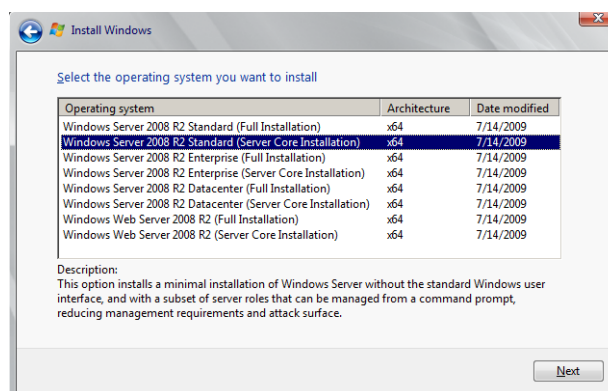 Install Windows
Select the operating system you want to install
Operating system Architecture Date modified
Windows Server 2008 R2 Standard (Full Installation) x64 7/14/2009
Windows Server 2008 R2 Standard (Server Core Installation) x64 7/14/2009
Windows Server 2008 R2 Enterprise (Full Installation) x64 7/14/2009
Windows Server 2008 R2 Enterprise (Server Core Installation) x64 7/14/2009
Windows Server 2008 R2 Datacenter (Full Installation) x64 7/14/2009
Windows Server 2008 R2 Datacenter (Server Core Installation) x64 7/14/2009
Windows Web Server 2008 R2 (Full Installation) x64 7/14/2009
Windows Web Server 2008 R2 (Server Core Installation) x64 7/14/2009
Description:
This option installs a minimal installation of Windows Server without the standard Windows user
interface, and with a subset of server roles that can be managed from a command prompt,
reducing management requirements and attack surface.
Next